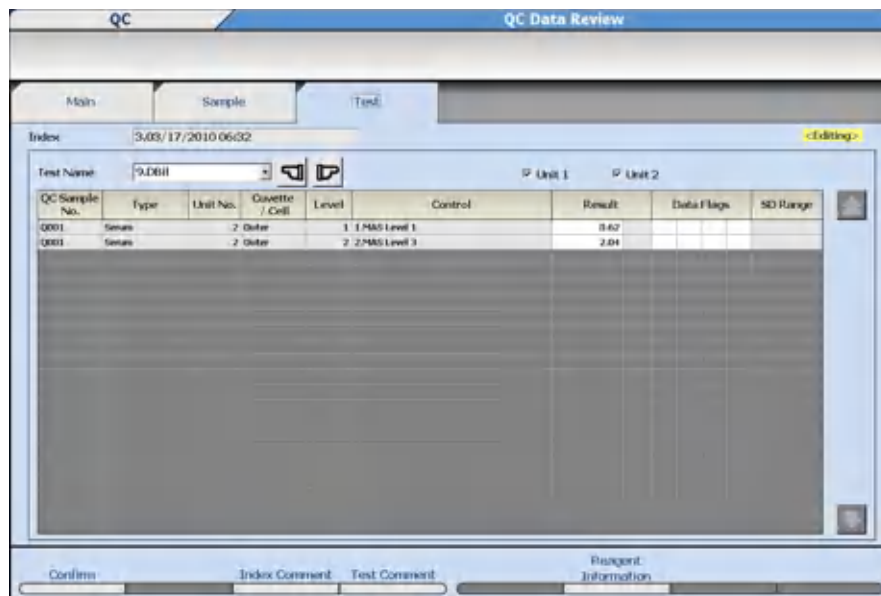 QC QC Data Review
Main Sample Test
Index 3.03/17/2010 06:32 <Editing>
Test Name 9.DBil Unit 1 Unit 2
QC Sample No. Type Unit No. Cuvette / Cell Level Control Result Data Flags SD Range
Q001 Serum 2 Outer 1 1.MAS Level 1 0.62
Q001 Serum 2 Outer 2 2.MAS Level 3 2.04
Confirm Index Comment Test Comment Reagent Information